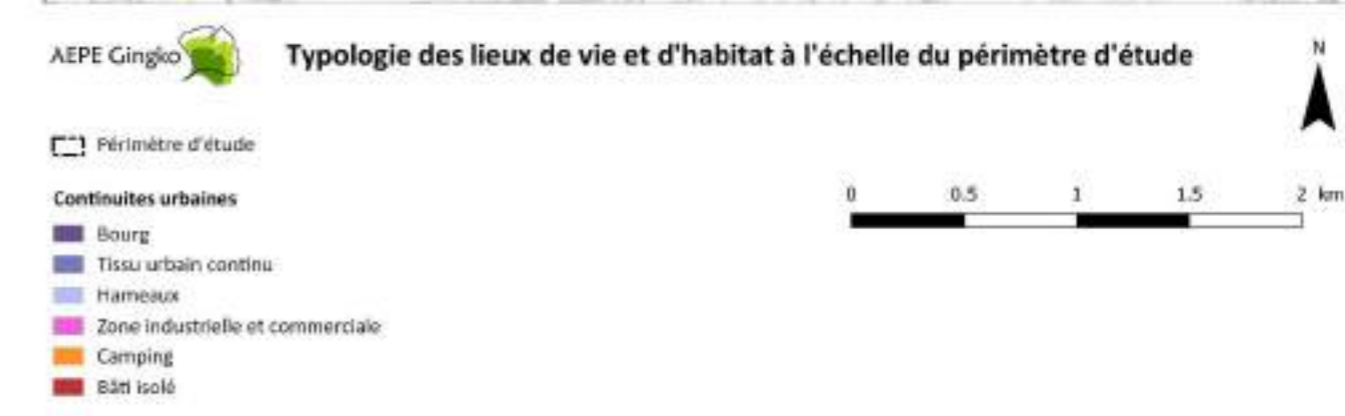 AEPE Gingko
Typologie des lieux de vie et d'habitat à l'échelle du périmètre d'étude
N
Périmètre d'étude
Continuites urbaines
0 0.5 1 1.5 2 km
Bourg
Tissu urbain continu
Hameaux
Zone industrielle et commerciale
Camping
Bâti isolé